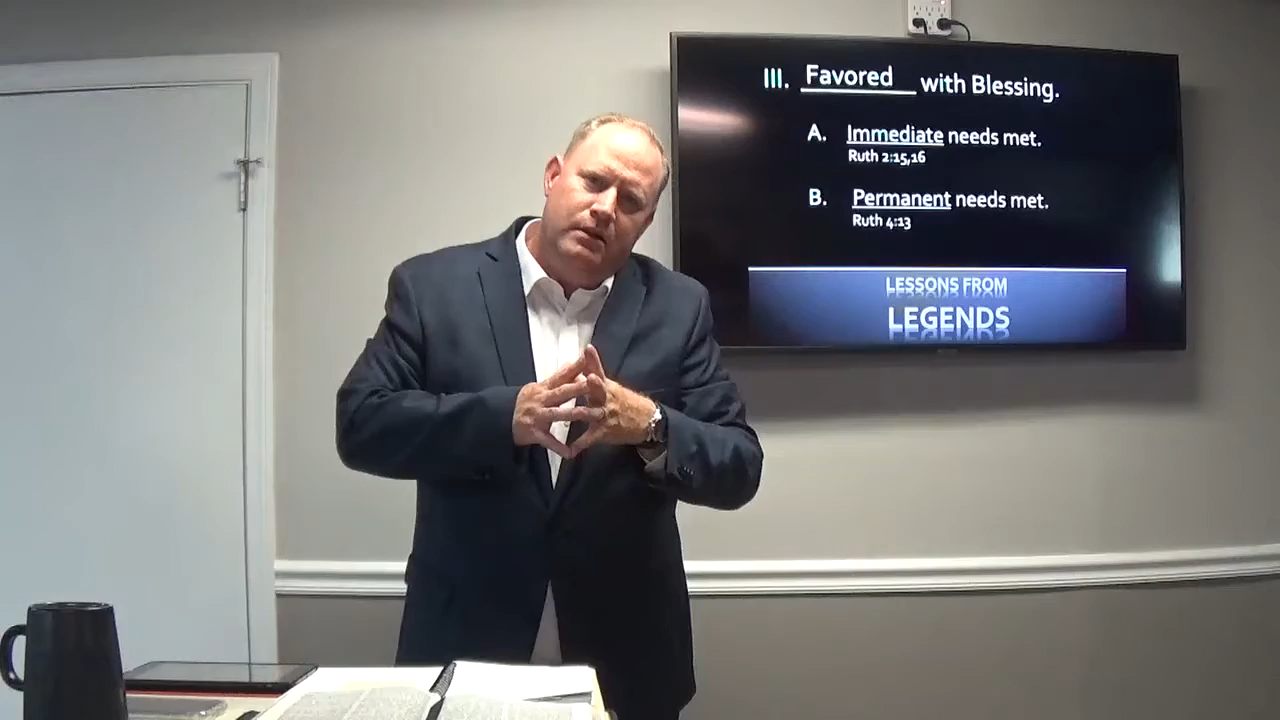 III. Favored with Blessing.
A. Immediate needs met.
Ruth 2:15,16
B. Permanent needs met.
Ruth 4:13
LESSONS FROM
LEGENDS